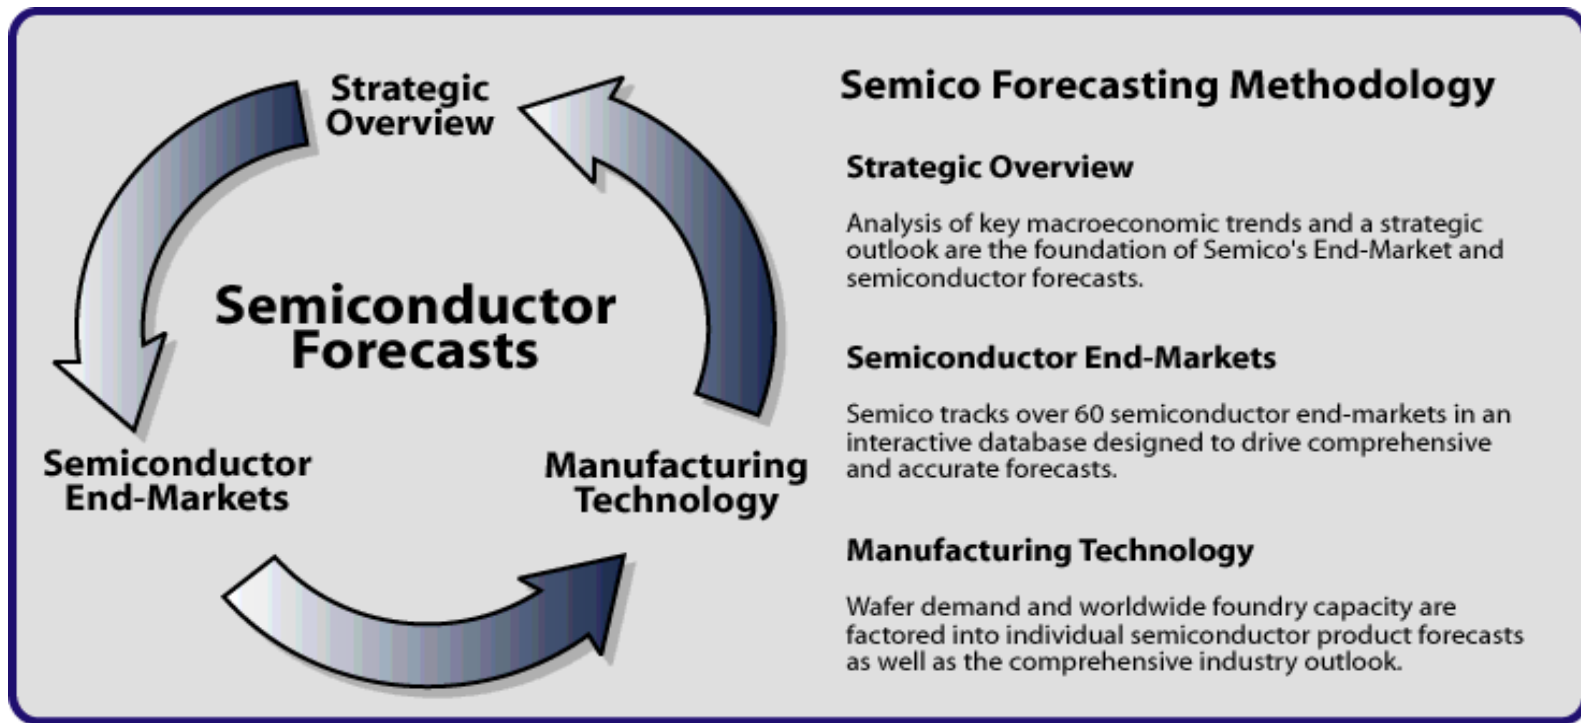 Strategic
Overview
Semiconductor
Forecasts
Semiconductor
End-Markets
Manufacturing
Technology
Semico Forecasting Methodology
Strategic Overview
Analysis of key macroeconomic trends and a strategic
outlook are the foundation of Semico's End-Market and
semiconductor forecasts.
Semiconductor End-Markets
Semico tracks over 60 semiconductor end-markets in an
interactive database designed to drive comprehensive
and accurate forecasts.
Manufacturing Technology
Wafer demand and worldwide foundry capacity are
factored into individual semiconductor product forecasts
as well as the comprehensive industry outlook.